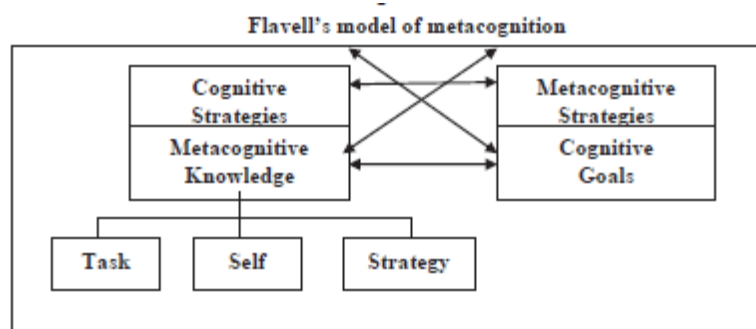 Flavell's model of metacognition
Cognitive
Strategies
Metacognitive
Knowledge
Metacognitive
Strategies
Cognitive
Goals
Task
Self
Strategy